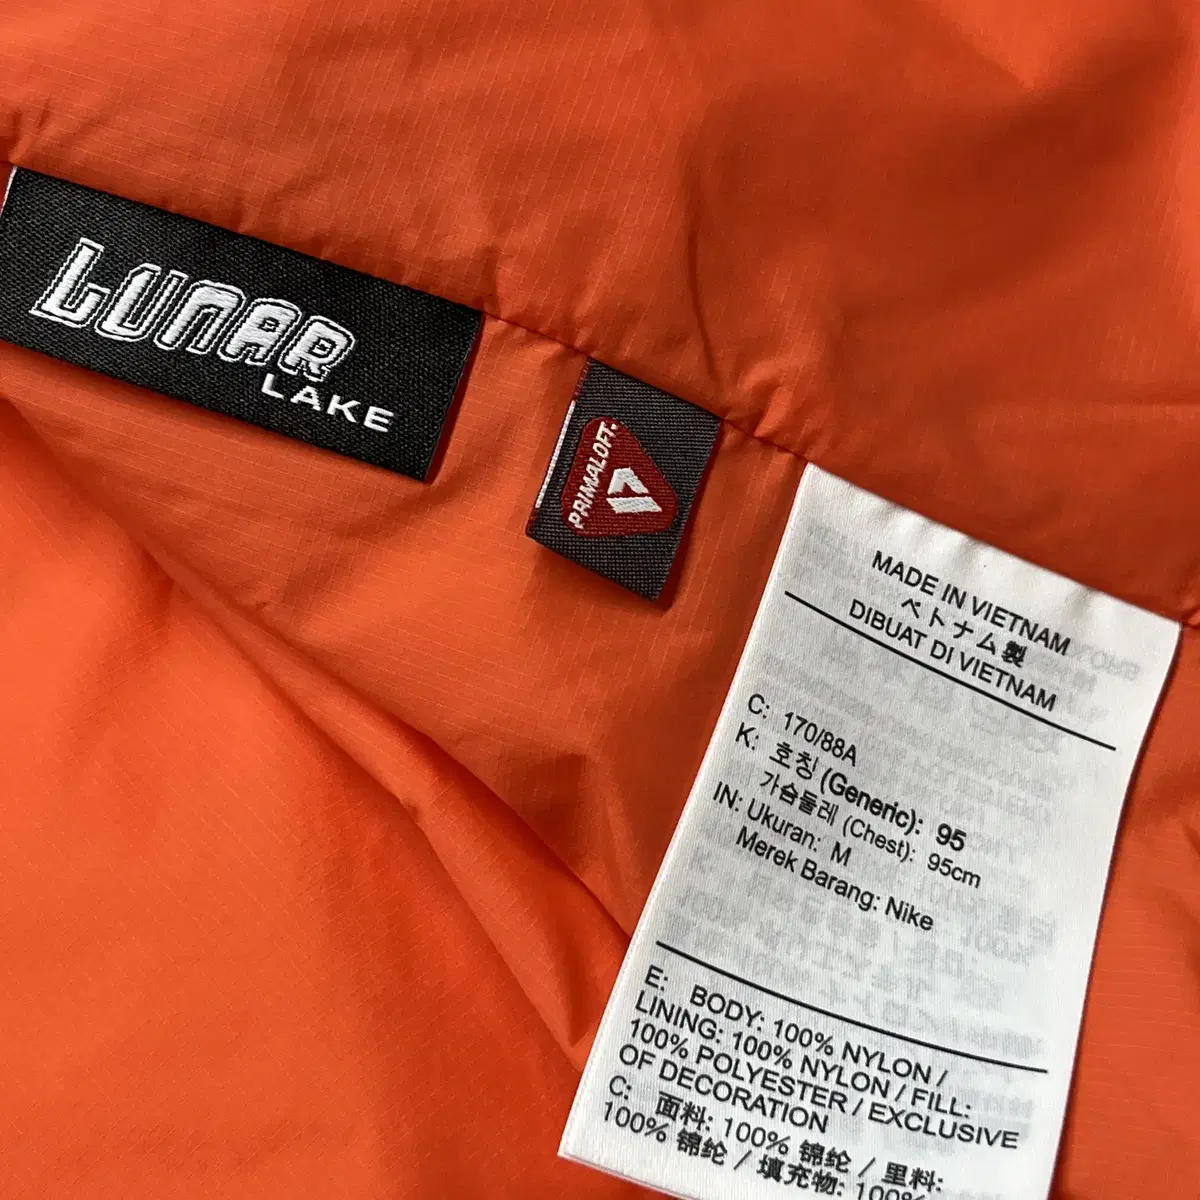 LUNAR
LAKE
PRIMALOFT
MADE IN VIETNAM
ベトナム製
DIBUAT DI VIETNAM
C: 170/88A
K: 호칭 (Generic): 95
가슴둘레 (Chest): 95cm
IN: Ukuran: M
Merek Barang: Nike
E: BODY: 100% NYLON /
LINING: 100% NYLON / FILL:
100% POLYESTER / EXCLUSIVE
OF DECORATION
C: 面料: 100% 锦纶 / 里料:
100% 锦纶 / 填充物: 100%